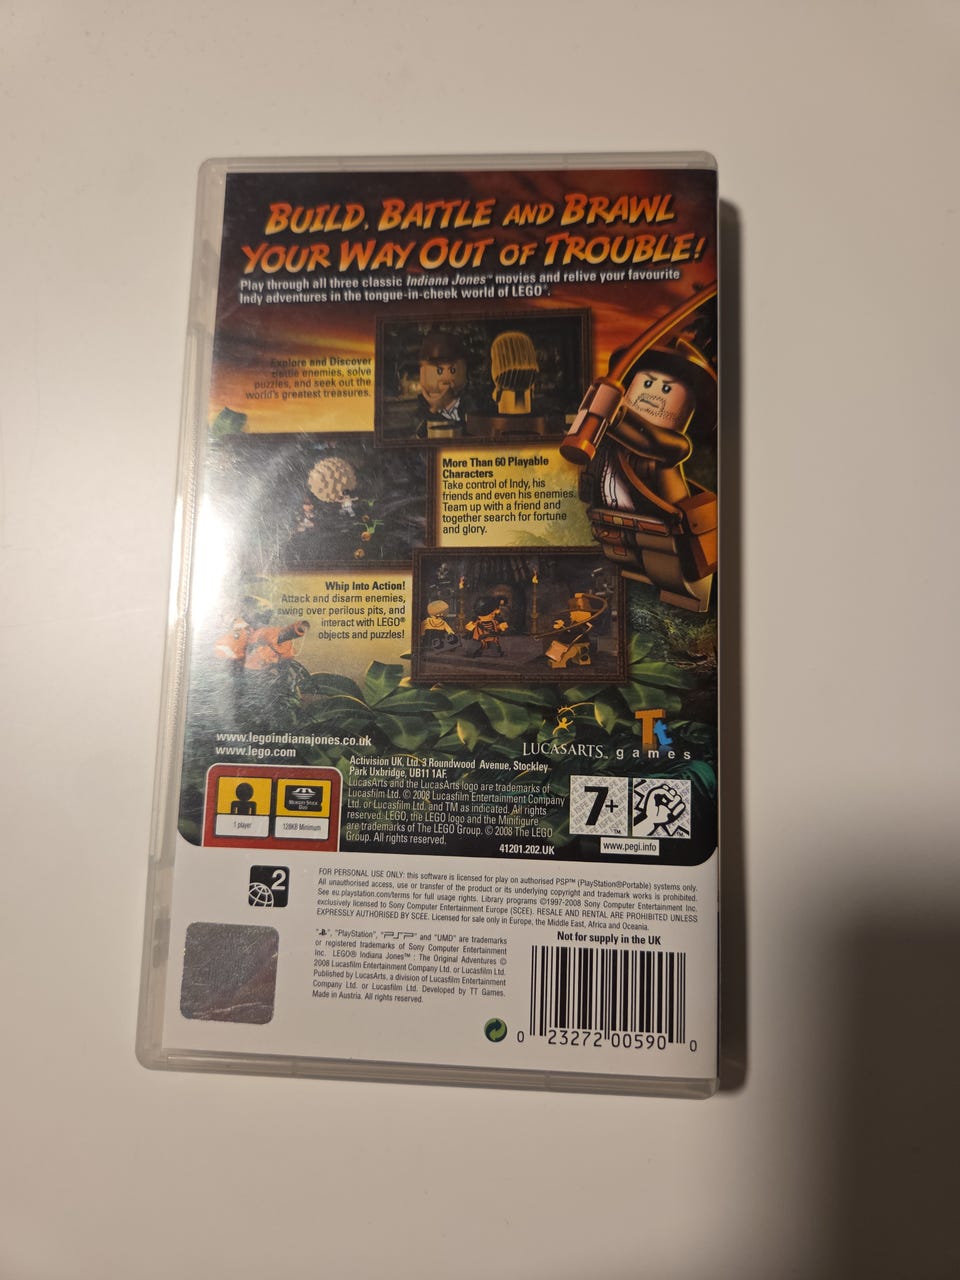 BUILD, BATTLE AND BRAWL
YOUR WAY OUT OF TROUBLE!
Play through all three classic Indiana Jones™ movies and relive your favourite
Indy adventures in the tongue-in-cheek world of LEGO®.
Explore and Discover
Battle enemies, solve
puzzles, and seek out the
world's greatest treasures.
More Than 60 Playable
Characters
Take control of Indy, his
friends and even his enemies.
Team up with a friend and
together search for fortune
and glory.
Whip Into Action!
Attack and disarm enemies,
swing over perilous pits, and
interact with LEGO®
objects and puzzles!
www.legoindianajones.co.uk
www.lego.com
LUCASARTS™
Tt
games
Activision UK, Ltd. 3 Roundwood Avenue, Stockley
Park Uxbridge, UB11 1AF.
LucasArts and the LucasArts logo are trademarks of
Lucasfilm Ltd. © 2008 Lucasfilm Entertainment Company
Ltd. or Lucasfilm Ltd. and TM as indicated. All rights
reserved. LEGO, the LEGO logo and the Minifigure
are trademarks of The LEGO Group. © 2008 The LEGO
Group. All rights reserved.
41201.202.UK
1 player
MEMORY STICK
DUO
128KB Minimum
7+
™
www.pegi.info
2
FOR PERSONAL USE ONLY: this software is licensed for play on authorised PSP™ (PlayStation®Portable) systems only.
All unauthorised access, use or transfer of the product or its underlying copyright and trademark works is prohibited.
See eu.playstation.com/terms for full usage rights. Library programs ©1997-2008 Sony Computer Entertainment Inc.
exclusively licensed to Sony Computer Entertainment Europe (SCEE). RESALE AND RENTAL ARE PROHIBITED UNLESS
EXPRESSLY AUTHORISED BY SCEE. Licensed for sale only in Europe, the Middle East, Africa and Oceania.
Not for supply in the UK
" ", "PlayStation", "PSP" and "UMD" are trademarks
or registered trademarks of Sony Computer Entertainment
Inc. LEGO® Indiana Jones™ : The Original Adventures ©
2008 Lucasfilm Entertainment Company Ltd. or Lucasfilm Ltd.
Published by LucasArts, a division of Lucasfilm Entertainment
Company Ltd. or Lucasfilm Ltd. Developed by TT Games.
Made in Austria. All rights reserved.
0 23272 00590 0